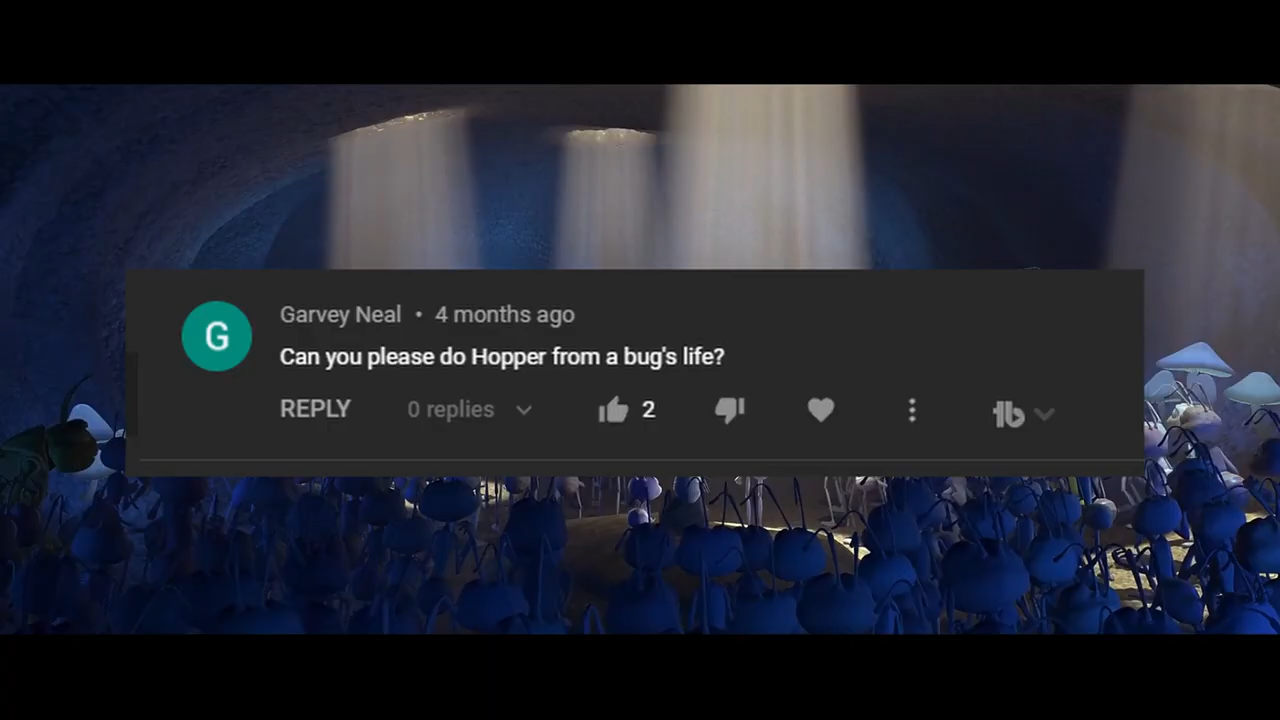 G
Garvey Neal • 4 months ago
Can you please do Hopper from a bug's life?
REPLY 0 replies 2